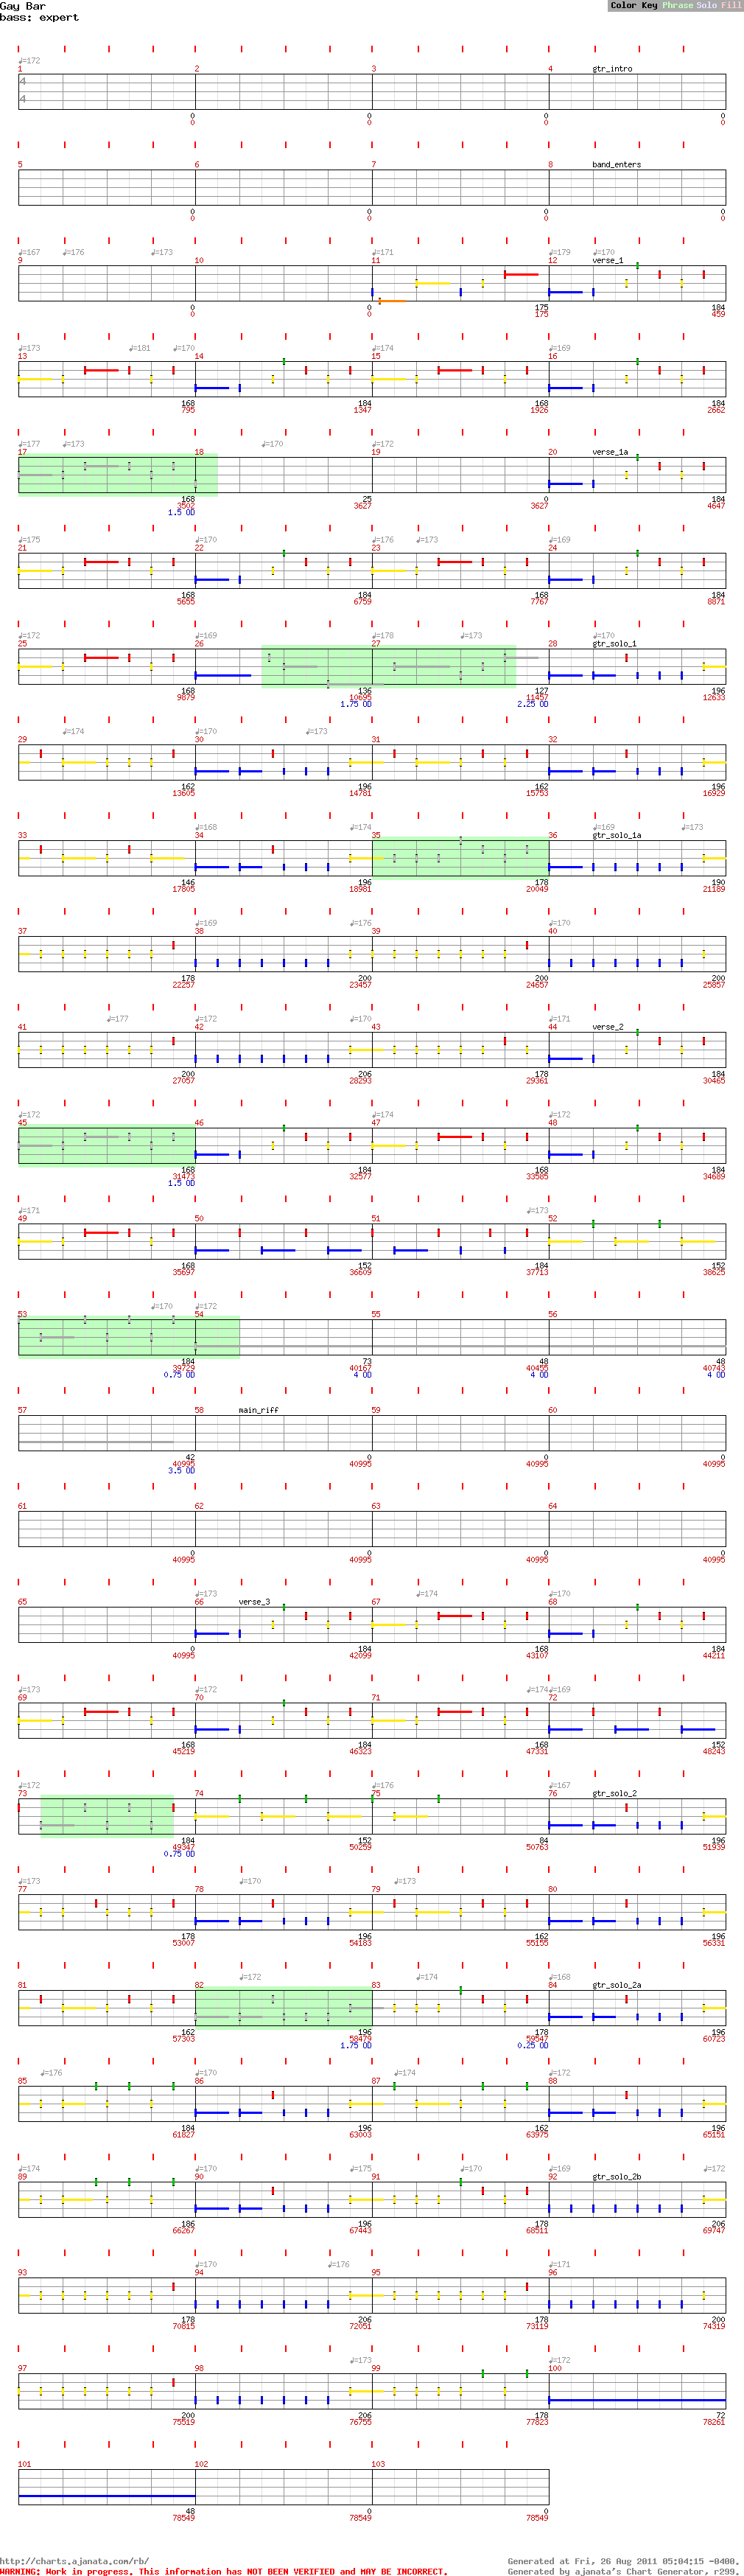 Gay Bar
Color Key Phrase Solo Fill
bass: expert
♩=172
1 2 3 4 gtr_intro
4
4
0 0 0 0
0 0 0 0
5 6 7 8 band_enters
0 0 0 0
0 0 0 0
♩=167 ♩=176 ♩=173 ♩=171 ♩=179 ♩=170
9 10 11 12 verse_1
0 0 175 184
0 0 175 459
♩=173 ♩=181 ♩=170 ♩=174 ♩=169
13 14 15 16
168 184 168 184
795 1347 1926 2662
♩=177 ♩=173 ♩=170 ♩=172
17 18 19 20 verse_1a
168 25 0 184
3502 3627 3627 4647
1.5 OD
♩=175 ♩=170 ♩=176 ♩=173 ♩=169
21 22 23 24
168 184 168 184
5655 6759 7767 8871
♩=172 ♩=169 ♩=178 ♩=173 ♩=170
25 26 27 28 gtr_solo_1
168 136 127 196
9879 10695 11457 12633
1.75 OD 2.25 OD
♩=174 ♩=170 ♩=173
29 30 31 32
162 196 162 196
13605 14781 15753 16929
♩=168 ♩=174 ♩=169 ♩=173
33 34 35 36 gtr_solo_1a
146 196 178 190
17805 18981 20049 21189
♩=169 ♩=176 ♩=170
37 38 39 40
178 200 200 200
22257 23457 24657 25857
♩=177 ♩=172 ♩=170 ♩=171
41 42 43 44 verse_2
200 206 178 184
27057 28293 29361 30465
♩=172 ♩=174 ♩=172
45 46 47 48
168 184 168 184
31473 32577 33585 34689
1.5 OD
♩=171 ♩=173
49 50 51 52
168 152 184 152
35697 36609 37713 38625
♩=170 ♩=172
53 54 55 56
184 73 48 48
39729 40167 40455 40743
0.75 OD 4 OD 4 OD 4 OD
57 58 main_riff 59 60
42 0 0 0
40995 40995 40995 40995
3.5 OD
61 62 63 64
0 0 0 0
40995 40995 40995 40995
♩=173 ♩=174 ♩=170
65 66 verse_3 67 68
0 184 168 184
40995 42099 43107 44211
♩=173 ♩=172 ♩=174 ♩=169
69 70 71 72
168 184 168 152
45219 46323 47331 48243
♩=172 ♩=176 ♩=167
73 74 75 76 gtr_solo_2
184 152 84 196
49347 50259 50763 51939
0.75 OD
♩=173 ♩=170 ♩=173
77 78 79 80
178 196 162 196
53007 54183 55155 56331
♩=172 ♩=174 ♩=168
81 82 83 84 gtr_solo_2a
162 196 178 196
57303 58479 59547 60723
1.75 OD 0.25 OD
♩=176 ♩=170 ♩=174 ♩=172
85 86 87 88
184 196 162 196
61827 63003 63975 65151
♩=174 ♩=170 ♩=175 ♩=170 ♩=169 ♩=172
89 90 91 92 gtr_solo_2b
186 196 178 206
66267 67443 68511 69747
♩=170 ♩=176 ♩=171
93 94 95 96
178 206 178 200
70815 72051 73119 74319
♩=173 ♩=172
97 98 99 100
200 206 178 72
75519 76755 77823 78261
101 102 103
48 0 0
78549 78549 78549
http://charts.ajanata.com/rb/
Generated at Fri, 26 Aug 2011 05:04:15 -0400.
WARNING: Work in progress. This information has NOT BEEN VERIFIED and MAY BE INCORRECT.
Generated by ajanata's Chart Generator, r299.